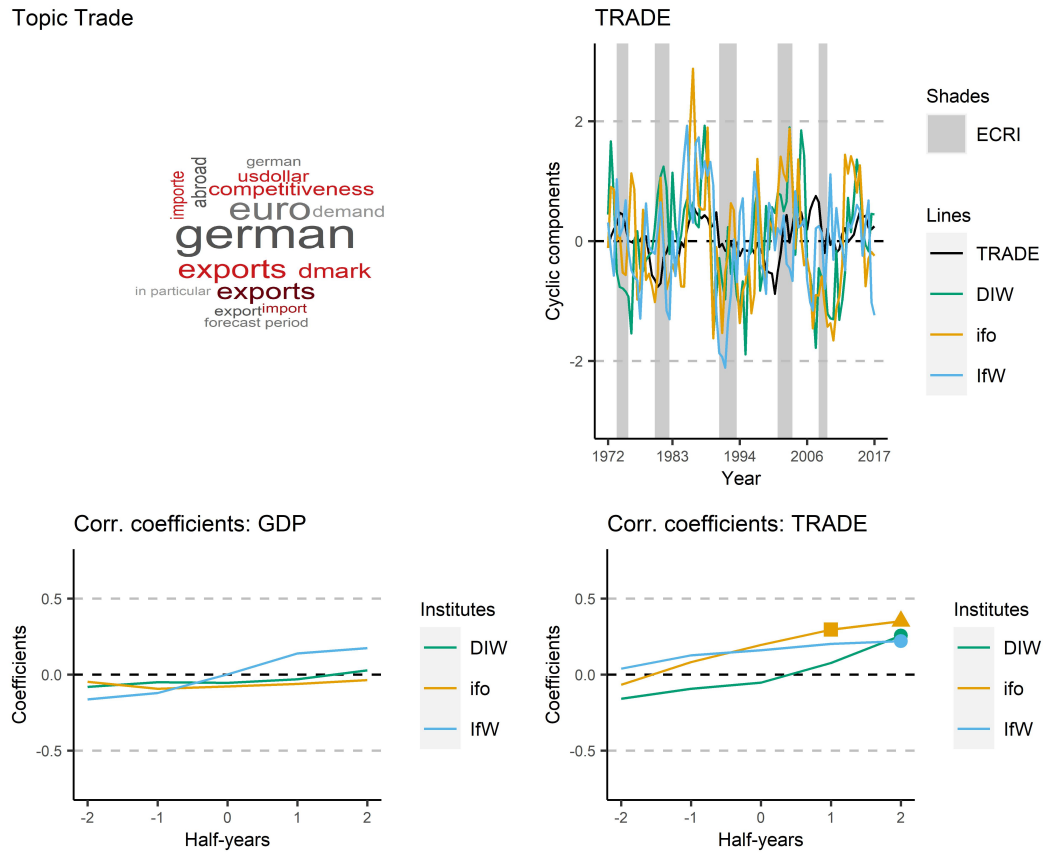 Topic Trade
german
usdollar
importe
abroad
competitiveness
euro
demand
german
exports
dmark
in particular
exports
export
import
forecast period
TRADE
Cyclic components
2
0
-2
1972
1983
1994
2006
2017
Year
Shades
ECRI
Lines
TRADE
DIW
ifo
IfW
Corr. coefficients: GDP
Coefficients
0.5
0.0
-0.5
-2
-1
0
1
2
Half-years
Institutes
DIW
ifo
IfW
Corr. coefficients: TRADE
Coefficients
0.5
0.0
-0.5
-2
-1
0
1
2
Half-years
Institutes
DIW
ifo
IfW